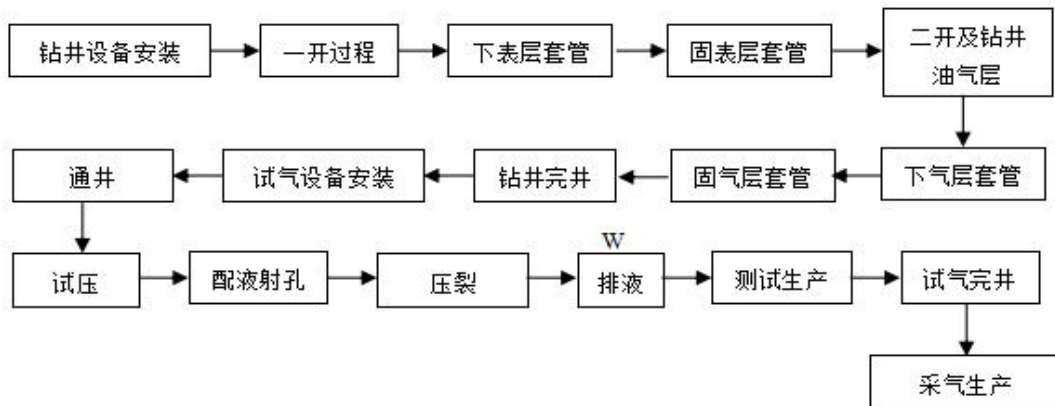 钻井设备安装
一开过程
下表层套管
固表层套管
二开及钻井
油气层
下气层套管
固气层套管
钻井完井
试气设备安装
通井
试压
配液射孔
压裂
W
排液
测试生产
试气完井
采气生产